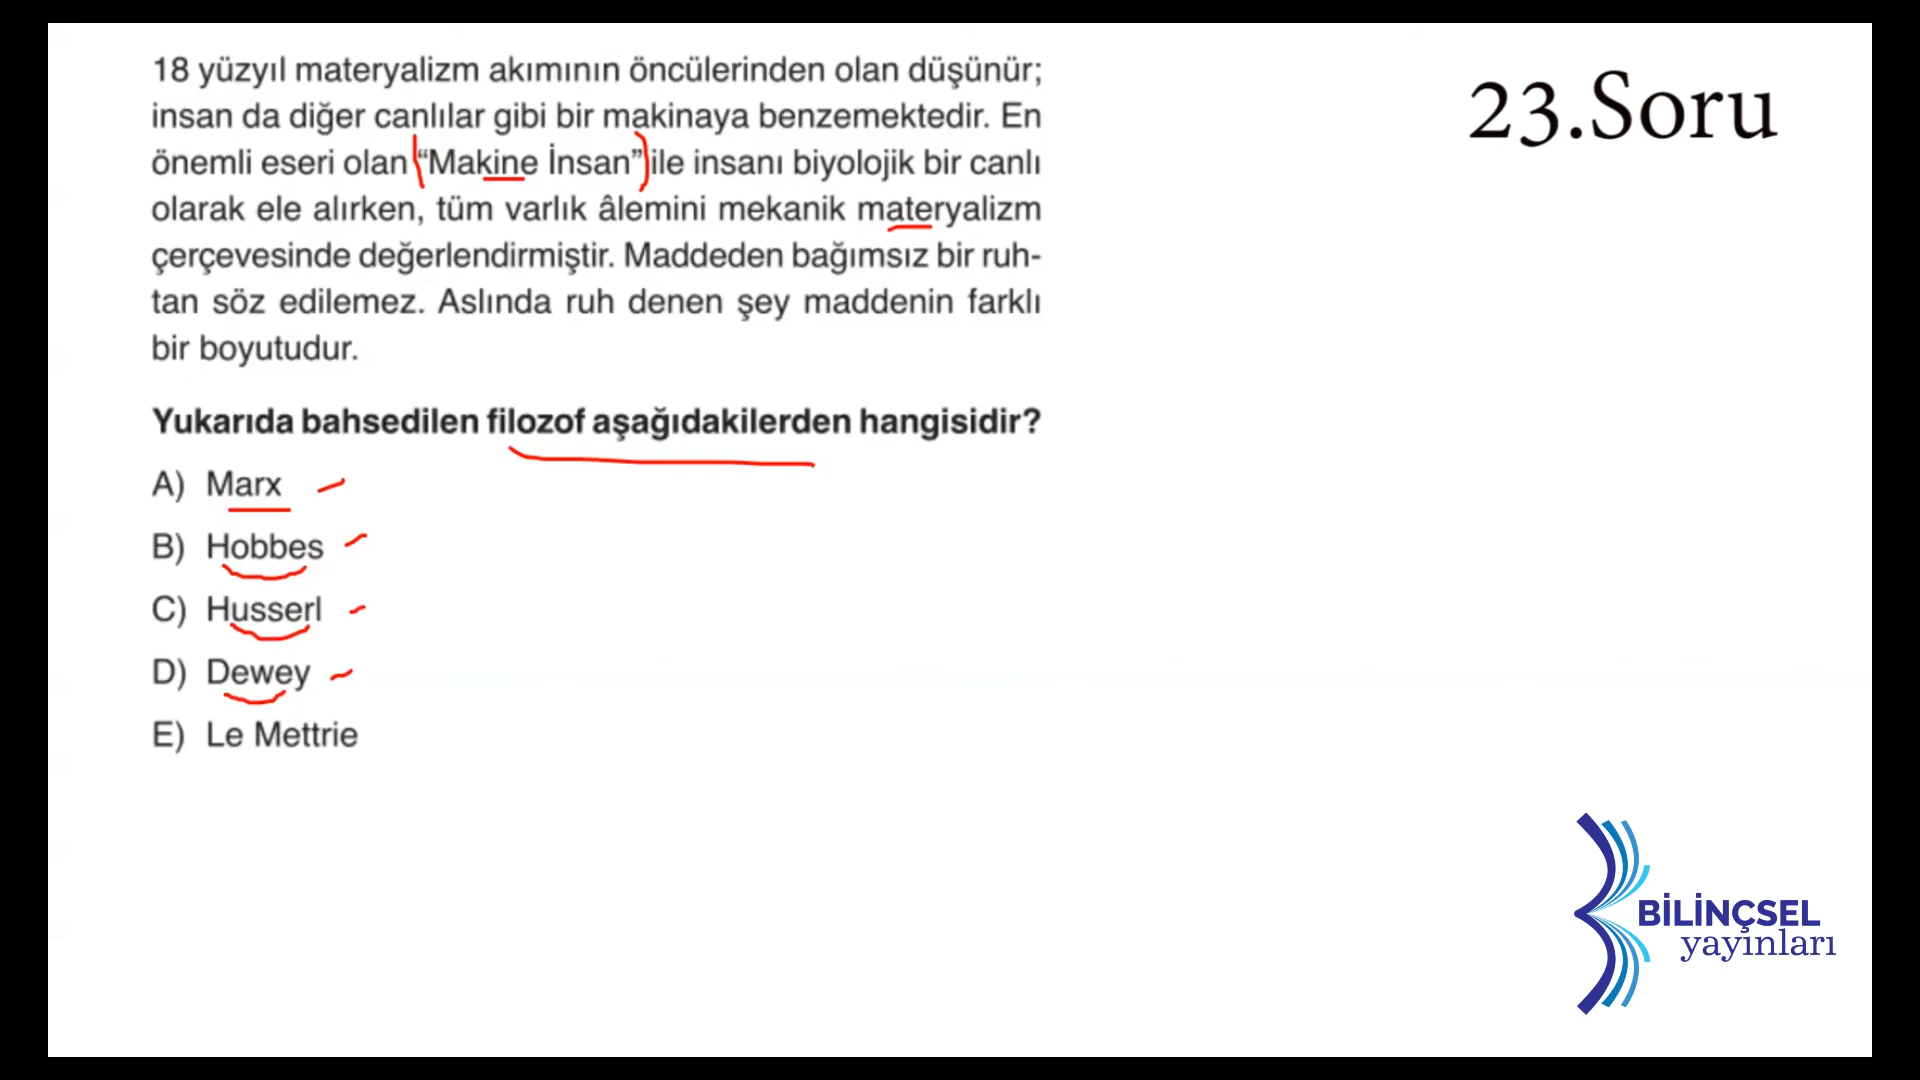 18 yüzyıl materyalizm akımının öncülerinden olan düşünür;
insan da diğer canlılar gibi bir makinaya benzemektedir. En
önemli eseri olan “Makine İnsan” ile insanı biyolojik bir canlı
olarak ele alırken, tüm varlık âlemini mekanik materyalizm
çerçevesinde değerlendirmiştir. Maddeden bağımsız bir ruh-
tan söz edilemez. Aslında ruh denen şey maddenin farklı
bir boyutudur.
Yukarıda bahsedilen filozof aşağıdakilerden hangisidir?
A) Marx
B) Hobbes
C) Husserl
D) Dewey
E) Le Mettrie
23.Soru
BİLİNÇSEL
yayınları